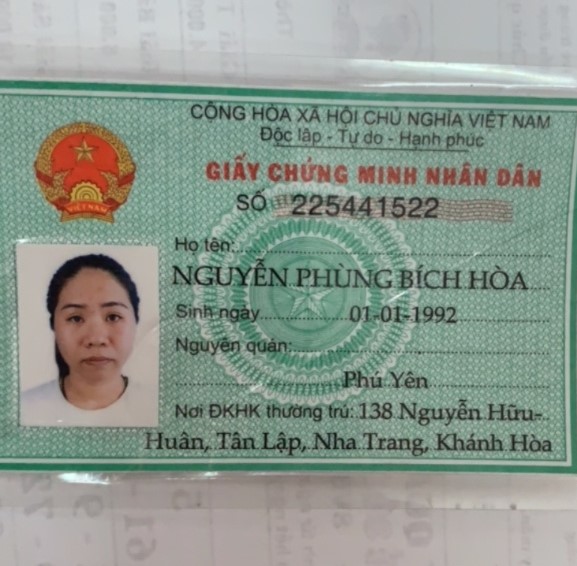 CỘNG HÒA XÃ HỘI CHỦ NGHĨA VIỆT NAM
Độc lập - Tự do - Hạnh phúc
GIẤY CHỨNG MINH NHÂN DÂN
SỐ 225441522
Họ tên:
NGUYỄN PHÙNG BÍCH HÒA
Sinh ngày 01-01-1992
Nguyên quán:
Phú Yên
Nơi ĐKHK thường trú: 138 Nguyễn Hữu-
Huân, Tân Lập, Nha Trang, Khánh Hòa
VIỆT NAM